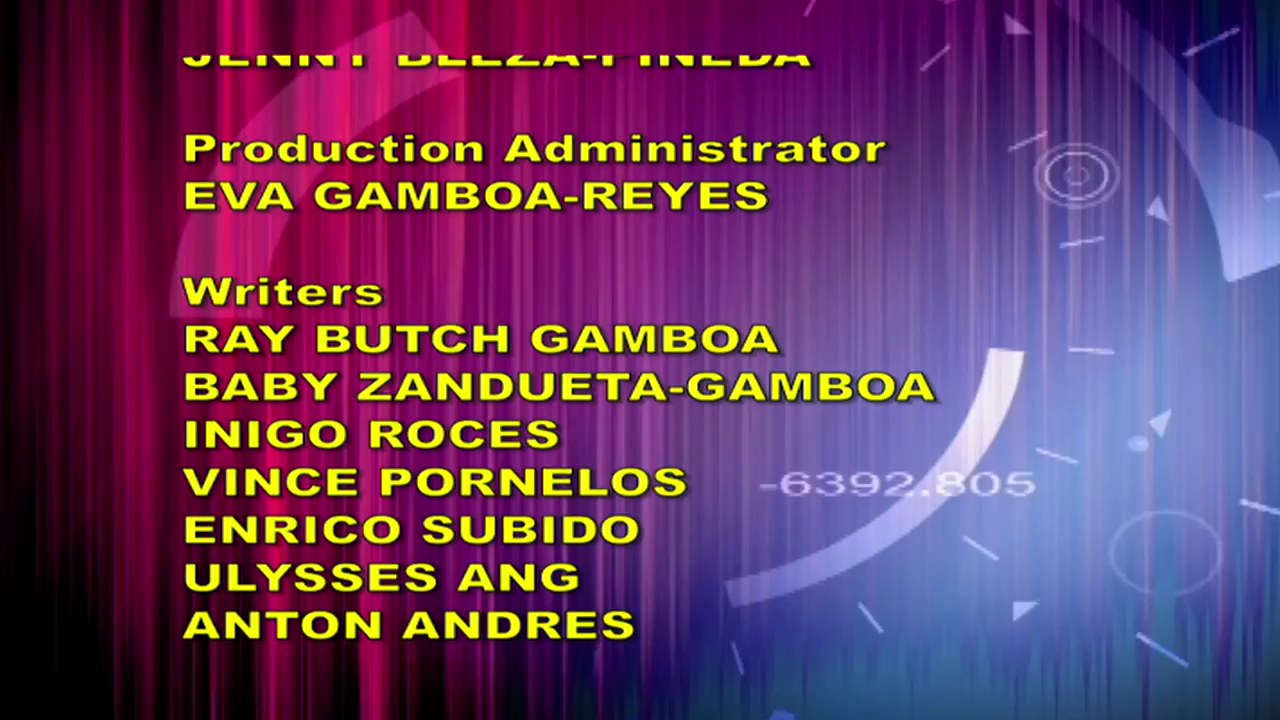 JENNY
Production Administrator
EVA GAMBOA-REYES
Writers
RAY BUTCH GAMBOA
BABY ZANDUETA-GAMBOA
INIGO ROCES
VINCE PORNELOS
-6392.805
ENRICO SUBIDO
ULYSSES ANG
ANTON ANDRES